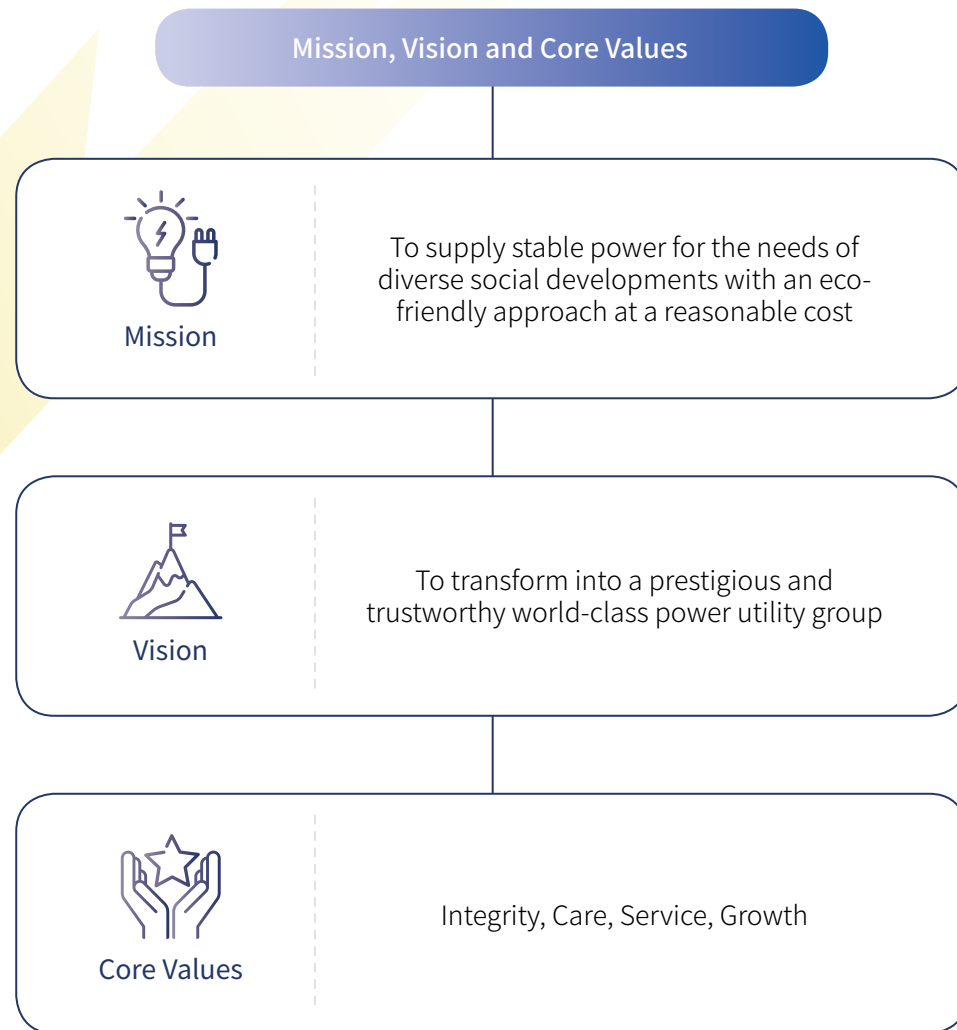 Mission, Vision and Core Values
To supply stable power for the needs of
diverse social developments with an eco-
friendly approach at a reasonable cost
Mission
To transform into a prestigious and
trustworthy world-class power utility group
Vision
Integrity, Care, Service, Growth
Core Values